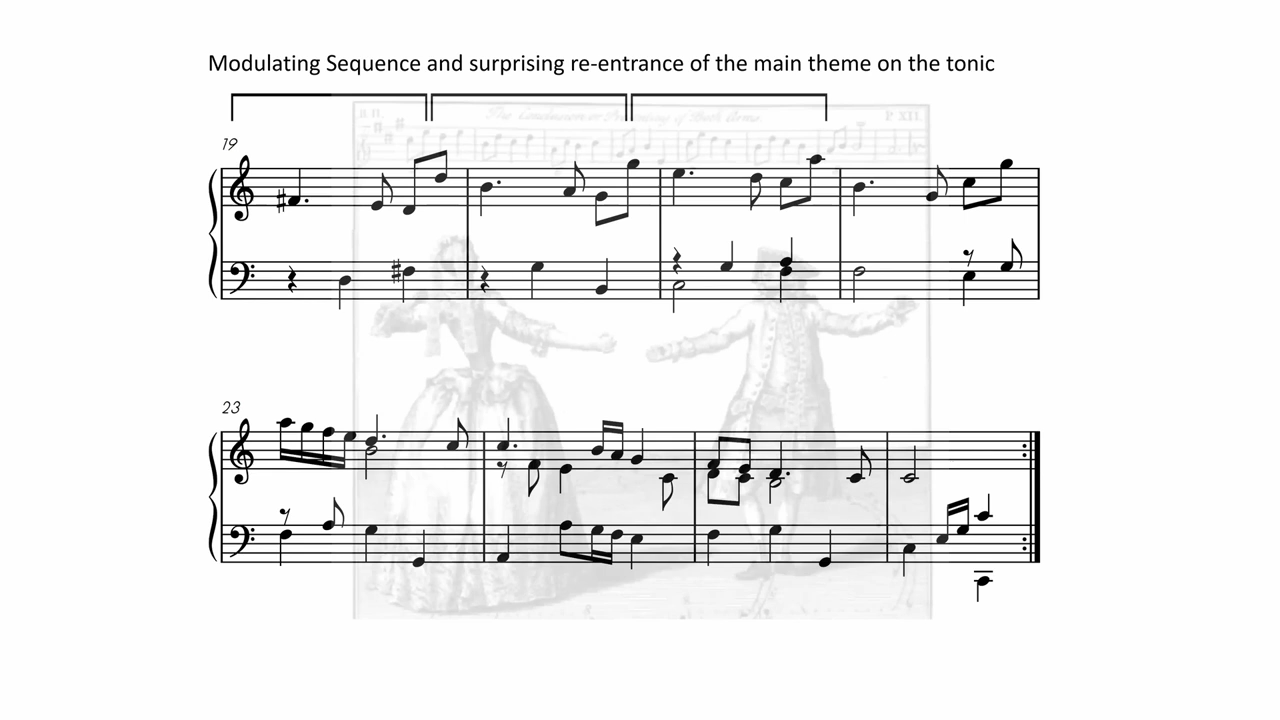 Modulating Sequence and surprising re-entrance of the main theme on the tonic
The Conclusion or Presenting of Both Arms.
P XII.
19
23